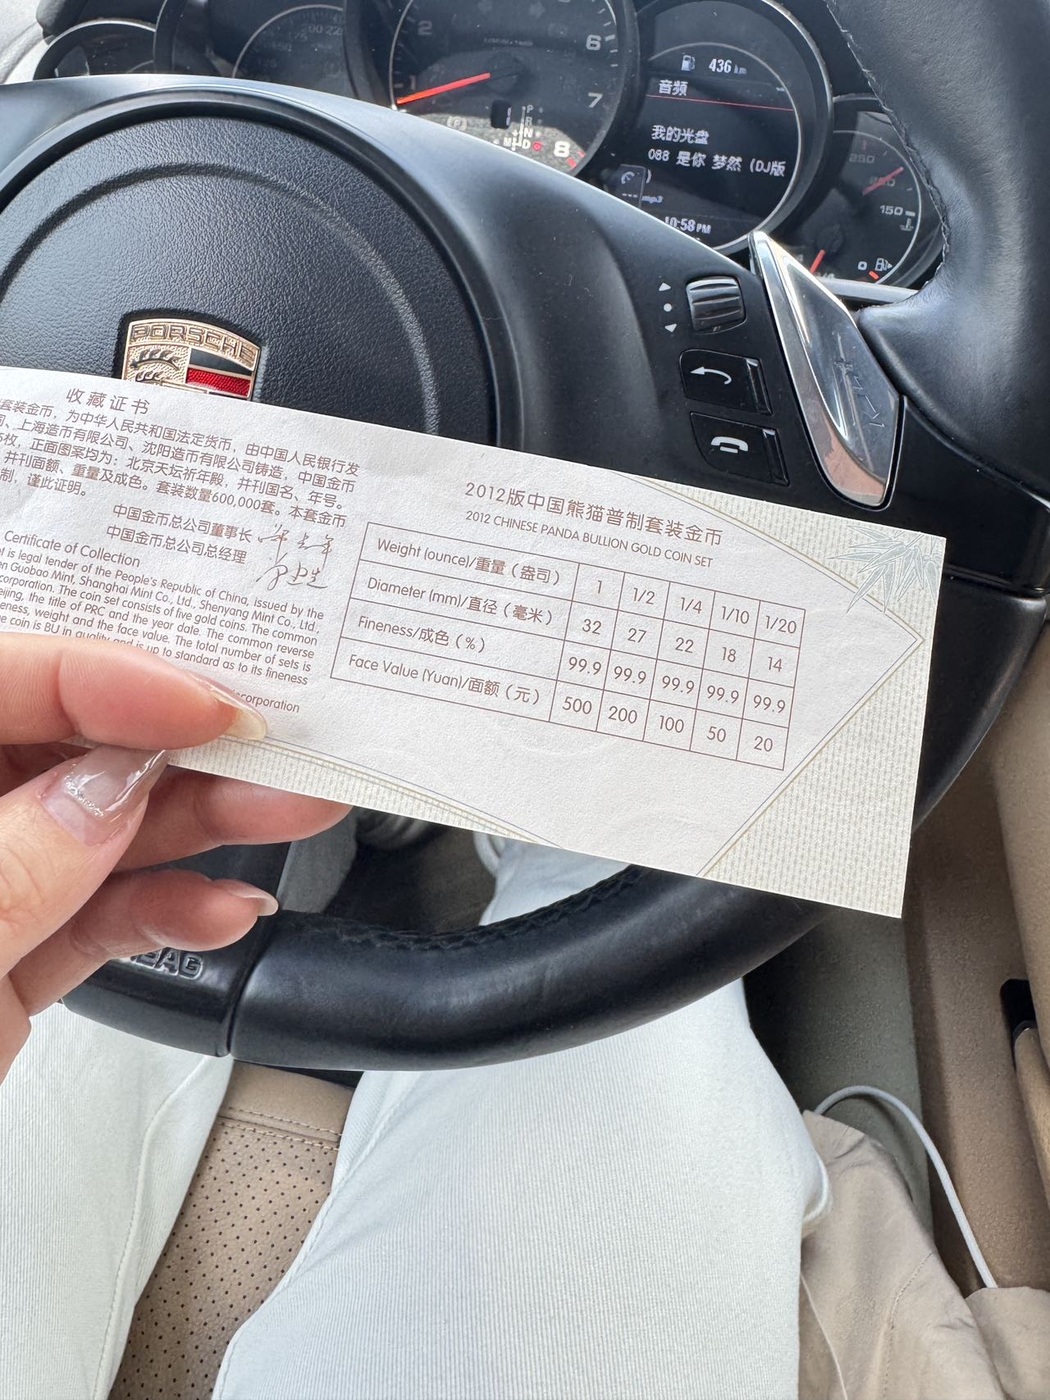 2
6
7
8
436 km
音频
我的光盘
088 是你 梦然（DJ版
）
mp3
10:58 PM
250
150
0
PORSCHE
收藏证书
套装金币，为中华人民共和国法定货币，由中国人民银行发
、上海造币有限公司、沈阳造币有限公司铸造，中国金币
枚，正面图案均为：北京天坛祈年殿，并刊国名、年号。
并刊面额、重量及成色。套装数量600,000套。本套金币
制，谨此证明。
中国金币总公司董事长
中国金币总公司总经理
Certificate of Collection
et is legal tender of the People's Republic of China, issued by the
en Guobao Mint, Shanghai Mint Co., Ltd., Shenyang Mint Co., Ltd.,
corporation. The coin set consists of five gold coins. The common
eijing, the title of PRC and the year date. The common reverse
eness, weight and the face value. The total number of sets is
e coin is BU in quality and is up to standard as to its fineness
corporation
2012版中国熊猫普制套装金币
2012 CHINESE PANDA BULLION GOLD COIN SET
Weight (ounce)/重量（盎司） 1 1/2 1/4 1/10 1/20
Diameter (mm)/直径（毫米） 32 27 22 18 14
Fineness/成色（%） 99.9 99.9 99.9 99.9 99.9
Face Value (Yuan)/面额（元） 500 200 100 50 20